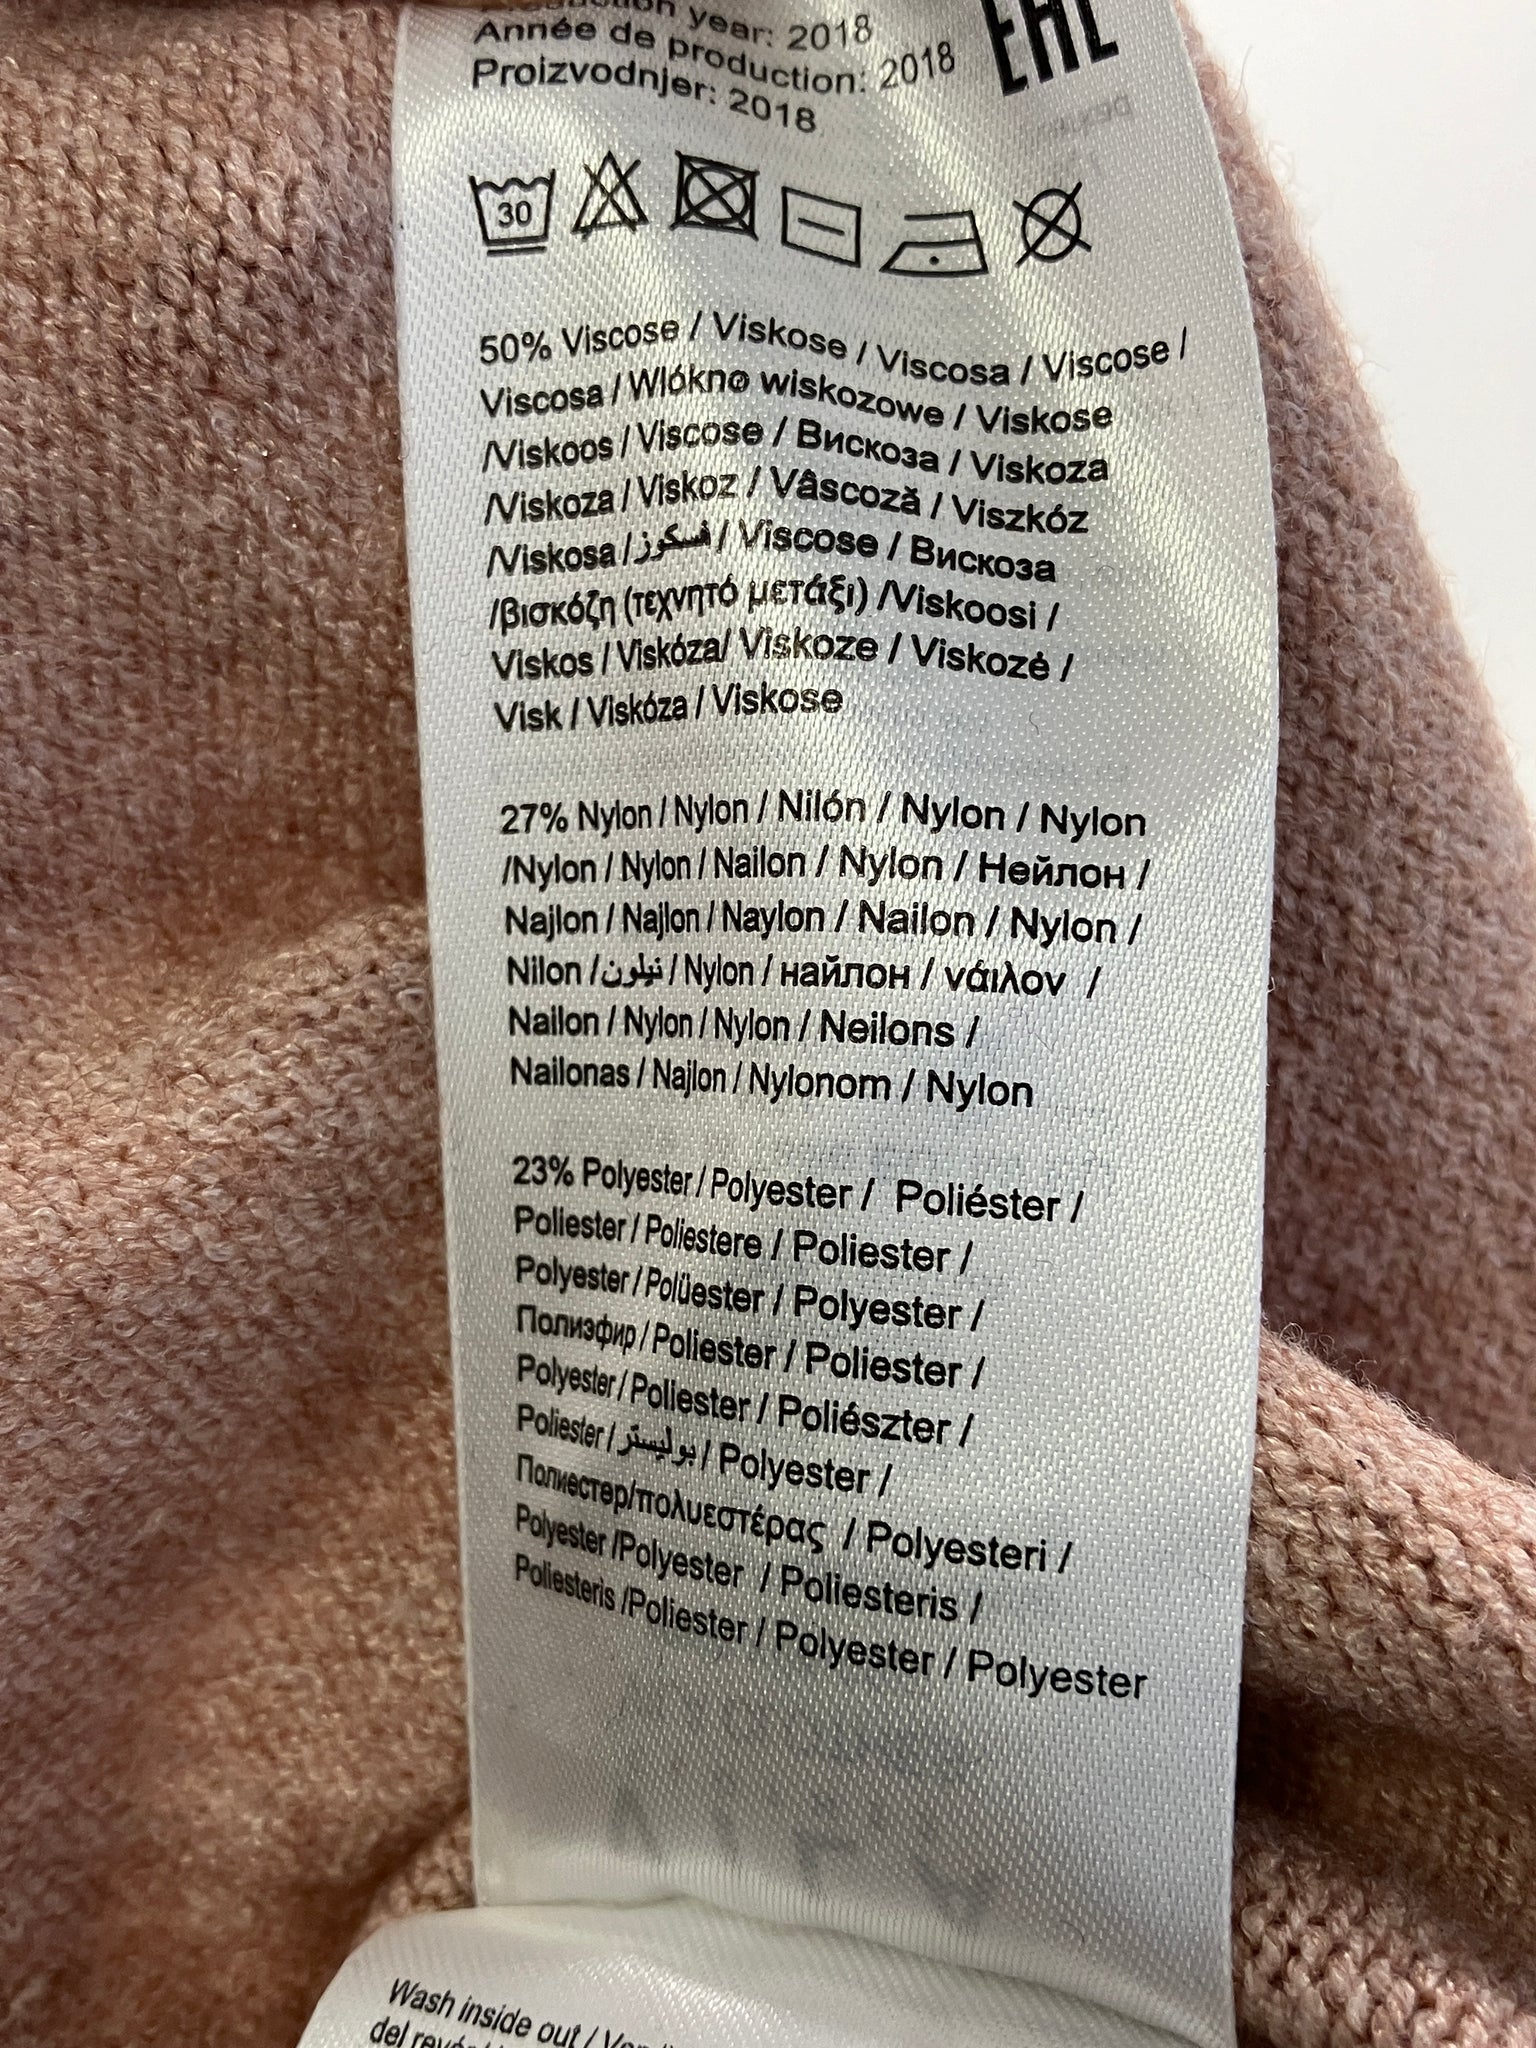 year: 2018
Année de production: 2018
Proizvodnjer: 2018
EAC
30
50% Viscose / Viskose / Viscosa / Viscose /
Viscosa / Wlókno wiskozowe / Viskose
/Viskoos / Viscose / Вискоза / Viskoza
/Viskoza / Viskoz / Vâscoză / Viszkóz
/Viskosa / فسكوز / Viscose / Вискоза
/βισκόζη (τεχνητό μετάξι) /Viskoosi /
Viskos / Viskóza/ Viskoze / Viskozė /
Visk / Viskóza / Viskose
27% Nylon / Nylon / Nilón / Nylon / Nylon
/Nylon / Nylon / Nailon / Nylon / Нейлон /
Najlon / Najlon / Naylon / Nailon / Nylon /
Nilon / نيلون / Nylon / найлон / νάιλον /
Nailon / Nylon / Nylon / Neilons /
Nailonas / Najlon / Nylonom / Nylon
23% Polyester / Polyester / Poliéster /
Poliester / Poliestere / Poliester /
Polyester / Polüester / Polyester /
Полиэфир / Poliester / Poliester /
Polyester / Poliester / Poliészter /
Poliester / بوليستر / Polyester /
Полиестер/πολυεστέρας / Polyesteri /
Polyester /Polyester / Poliesteris /
Poliesteris /Poliester / Polyester / Polyester
Wash inside out /
del